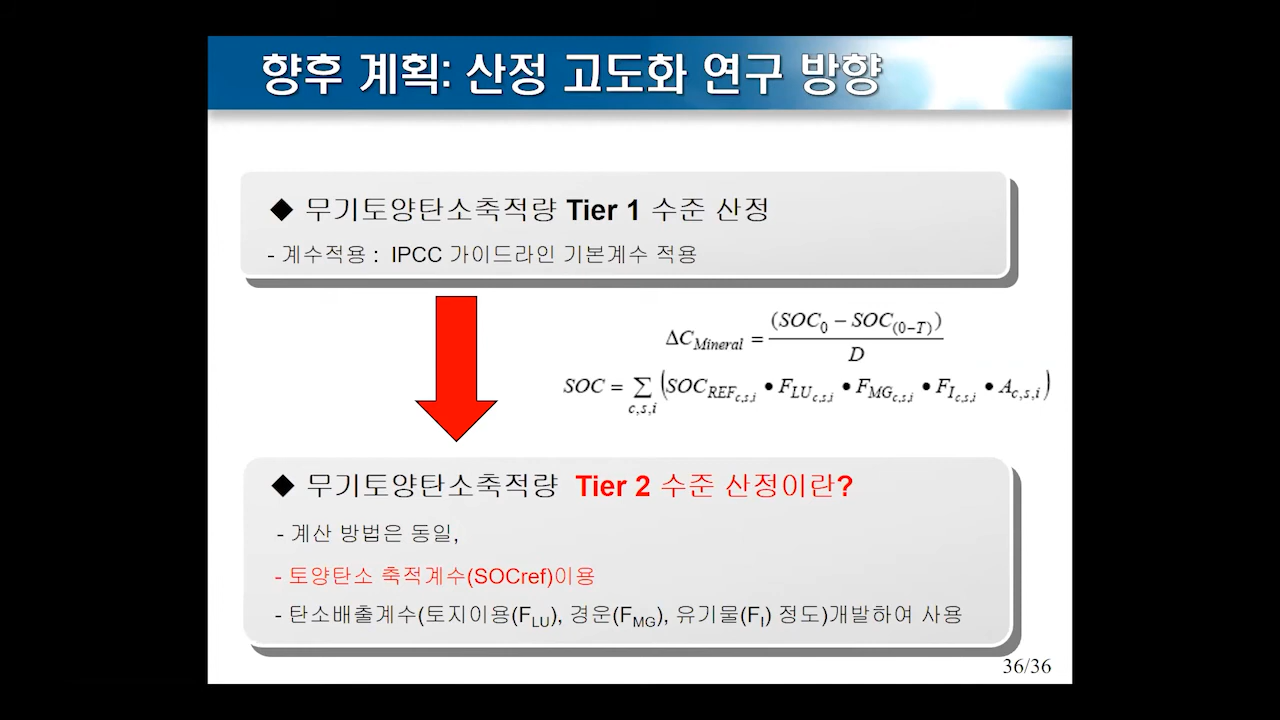 향후 계획: 산정 고도화 연구 방향
◆ 무기토양탄소축적량 Tier 1 수준 산정
- 계수적용 : IPCC 가이드라인 기본계수 적용
ΔC_Mineral = (SOC_0 − SOC_(0−T)) / D
SOC = ∑_c,s,i (SOC_REF_c,s,i • F_LU_c,s,i • F_MG_c,s,i • F_I_c,s,i • A_c,s,i)
◆ 무기토양탄소축적량 Tier 2 수준 산정이란?
- 계산 방법은 동일,
- 토양탄소 축적계수(SOCref)이용
- 탄소배출계수(토지이용(F_LU), 경운(F_MG), 유기물(F_I) 정도)개발하여 사용
36/36